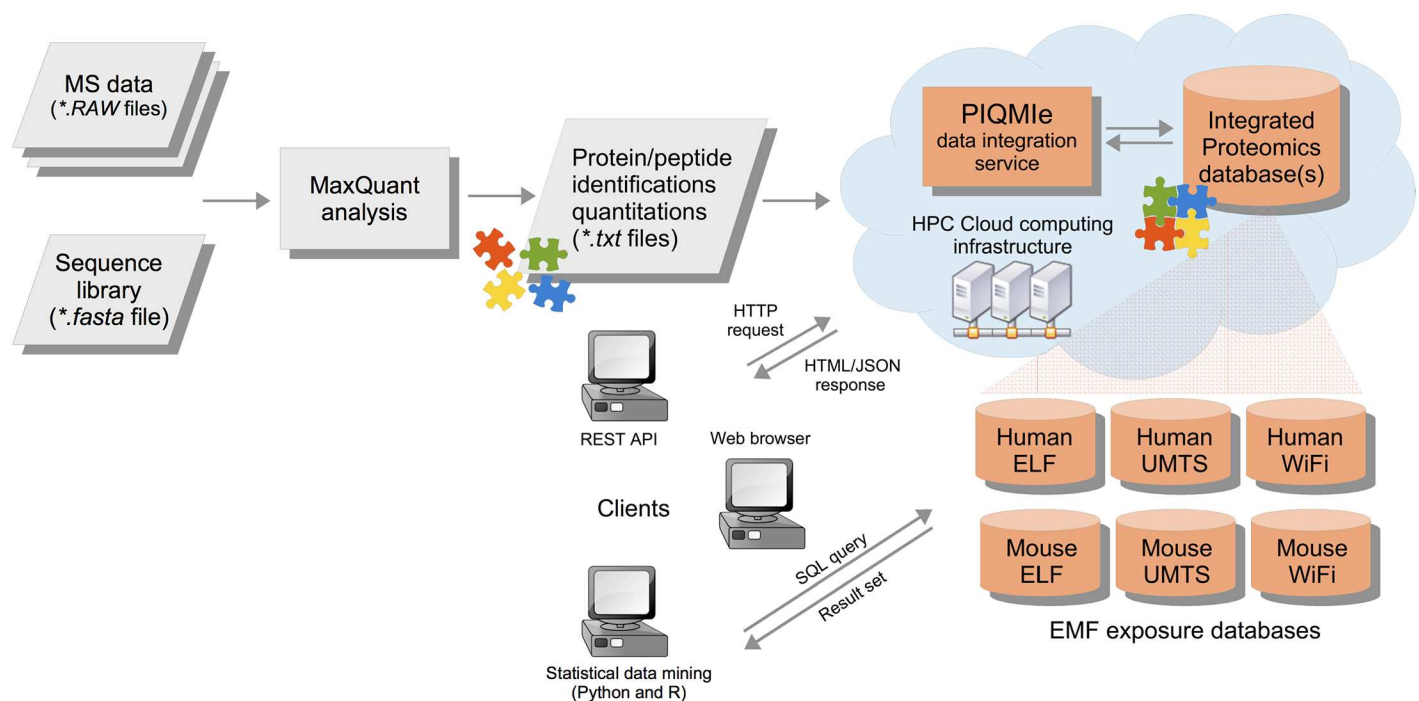 MS data
(*.RAW files)
Sequence
library
(*.fasta file)
MaxQuant
analysis
Protein/peptide
identifications
quantitations
(*.txt files)
PIQMIe
data integration
service
Integrated
Proteomics
database(s)
HPC Cloud computing
infrastructure
HTTP
request
HTML/JSON
response
REST API
Web browser
Clients
SQL query
Result set
Statistical data mining
(Python and R)
Human
ELF
Human
UMTS
Human
WiFi
Mouse
ELF
Mouse
UMTS
Mouse
WiFi
EMF exposure databases